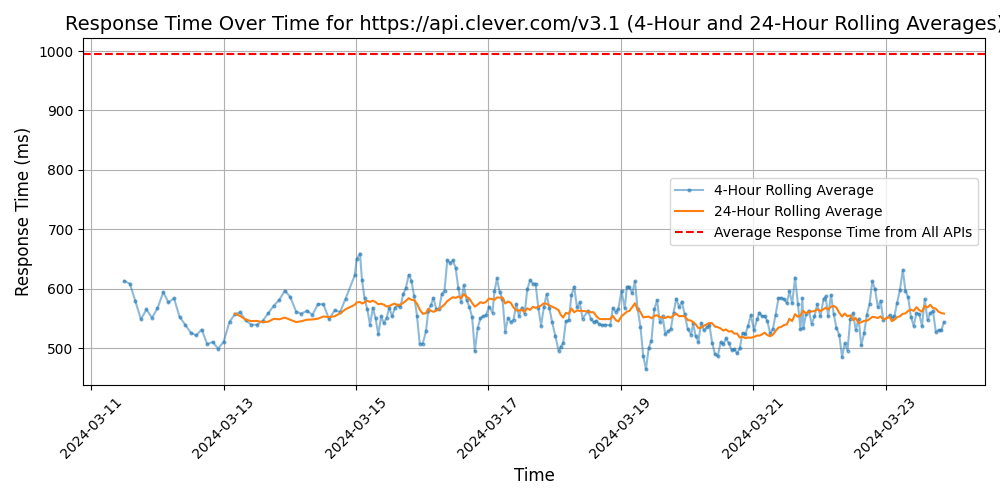 Response Time Over Time for https://api.clever.com/v3.1 (4-Hour and 24-Hour Rolling Averages)
Response Time (ms)
1000
900
800
700
600
500
4-Hour Rolling Average
24-Hour Rolling Average
Average Response Time from All APIs
2024-03-11
2024-03-13
2024-03-15
2024-03-17
2024-03-19
2024-03-21
2024-03-23
Time